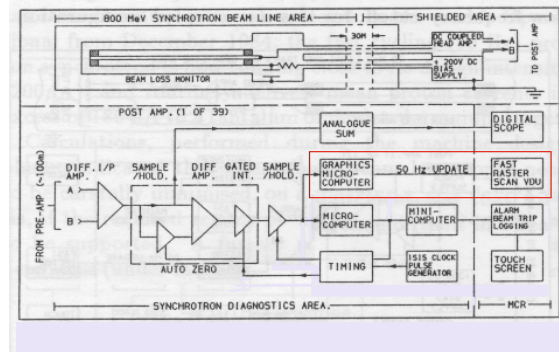 800 MeV SYNCHROTRON BEAM LINE AREA
SHIELDED AREA
30M
DC COUPLED
HEAD AMP.
A
B
TO POST AMP
+ 200V DC
BIAS
SUPPLY
BEAM LOSS MONITOR
POST AMP. (1 OF 39)
ANALOGUE
SUM
DIGITAL
SCOPE
FROM PRE-AMP (~100m)
DIFF. I/P
AMP.
SAMPLE
/HOLD.
DIFF
AMP.
GATED
INT.
SAMPLE
/HOLD.
GRAPHICS
MICRO-
COMPUTER
50 Hz UPDATE
FAST
RASTER
SCAN VDU
A
B
MICRO-
COMPUTER
MINI-
COMPUTER
ALARM
BEAM TRIP
LOGGING
AUTO ZERO
TIMING
ISIS CLOCK
PULSE
GENERATOR
TOUCH
SCREEN
SYNCHROTRON DIAGNOSTICS AREA.
MCR